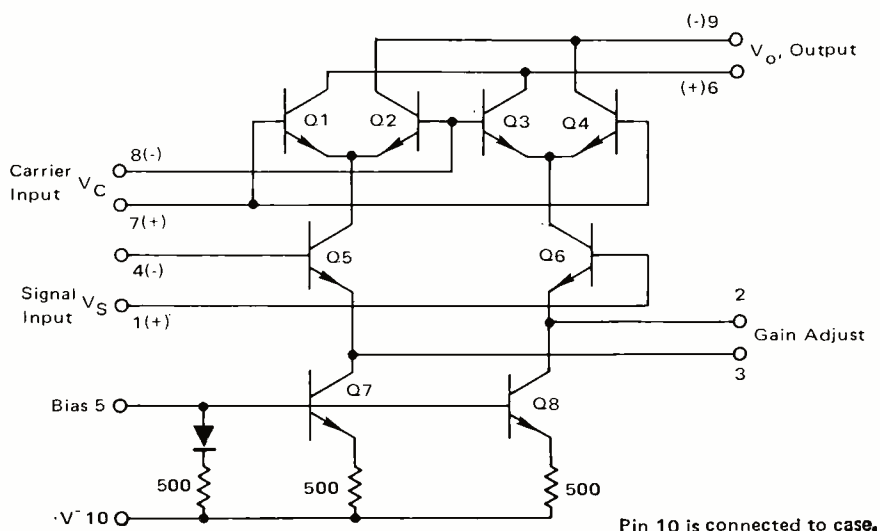 (-)9
V_o, Output
(+)6
Q1
Q2
Q3
Q4
Carrier
Input
V_C
8(-)
7(+)
4(-)
Q5
Q6
Signal
Input
V_S
1(+)
2
Gain Adjust
3
Bias 5
Q7
Q8
500
500
500
V⁻ 10
Pin 10 is connected to case.